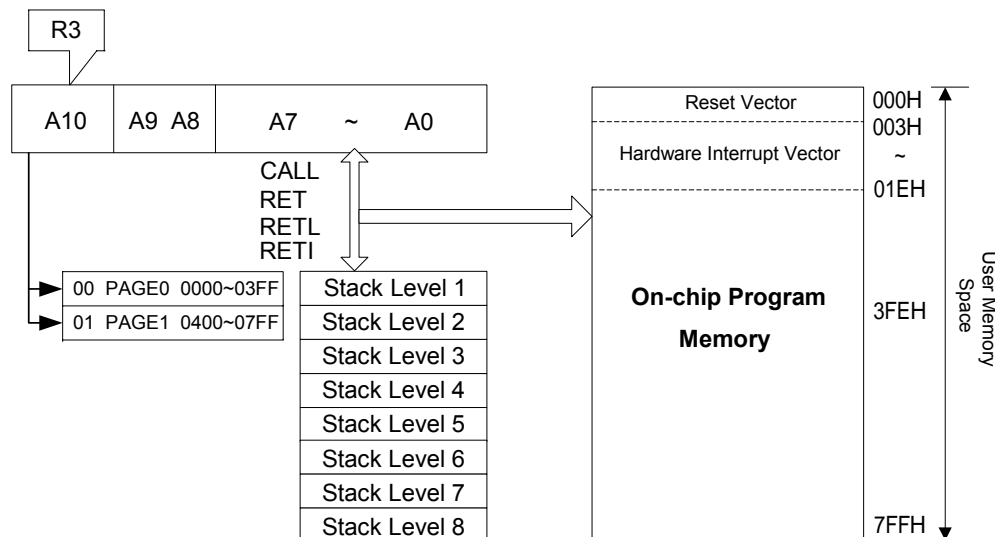 R3
A10 A9 A8 A7 ~ A0
CALL
RET
RETL
RETI
00 PAGE0 0000~03FF
01 PAGE1 0400~07FF
Stack Level 1
Stack Level 2
Stack Level 3
Stack Level 4
Stack Level 5
Stack Level 6
Stack Level 7
Stack Level 8
Reset Vector
Hardware Interrupt Vector
On-chip Program
Memory
000H
003H
~
01EH
3FEH
7FFH
User Memory
Space